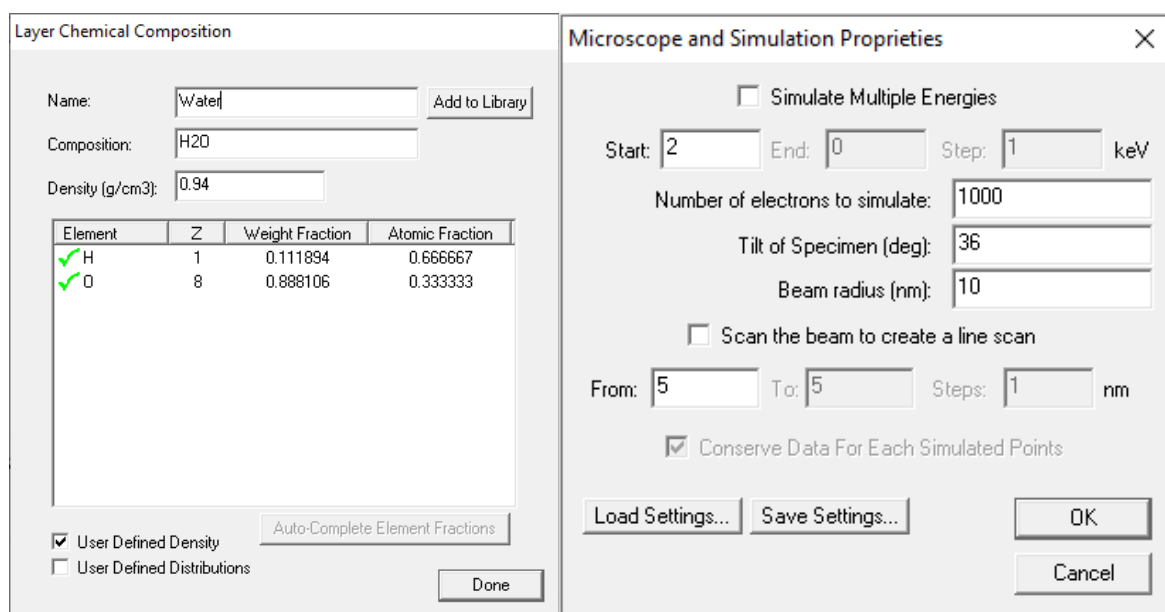 Layer Chemical Composition
Name: Water Add to Library
Composition: H2O
Density (g/cm3): 0.94
Element Z Weight Fraction Atomic Fraction
H 1 0.111894 0.666667
O 8 0.888106 0.333333
Auto-Complete Element Fractions
User Defined Density
User Defined Distributions
Done
Microscope and Simulation Proprieties
Simulate Multiple Energies
Start: 2 End: 0 Step: 1 keV
Number of electrons to simulate: 1000
Tilt of Specimen (deg): 36
Beam radius (nm): 10
Scan the beam to create a line scan
From: 5 To: 5 Steps: 1 nm
Conserve Data For Each Simulated Points
Load Settings... Save Settings... OK
Cancel